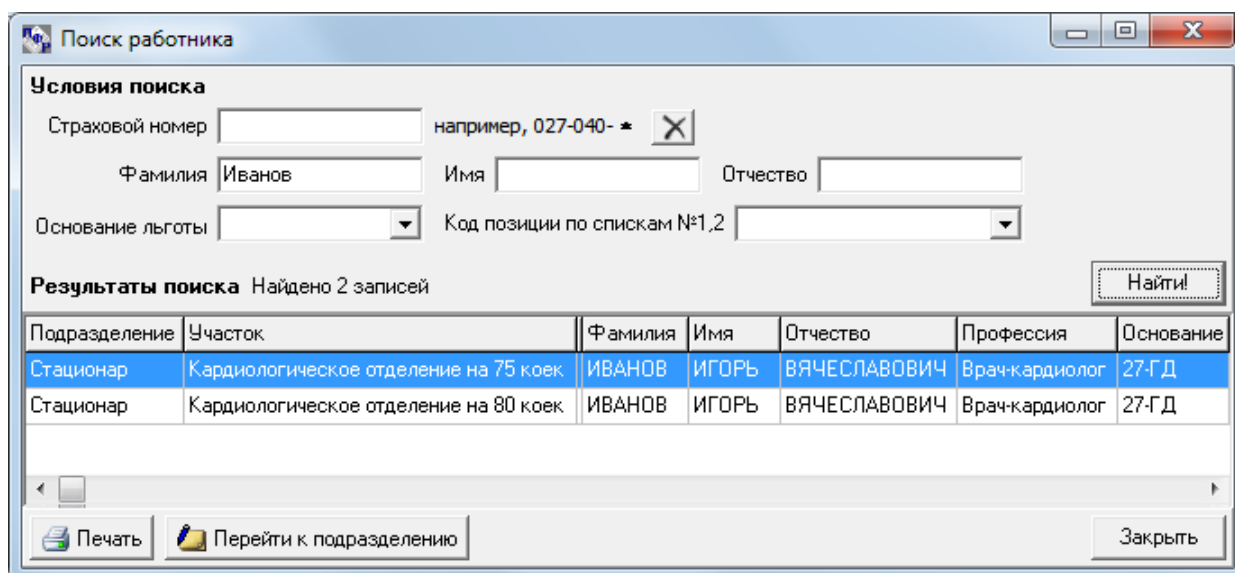 ПФР Поиск работника
Условия поиска
Страховой номер например, 027-040- *
Фамилия Иванов Имя Отчество
Основание льготы Код позиции по спискам №1,2
Результаты поиска Найдено 2 записей Найти!
Подразделение Участок Фамилия Имя Отчество Профессия Основание
Стационар Кардиологическое отделение на 75 коек ИВАНОВ ИГОРЬ ВЯЧЕСЛАВОВИЧ Врач-кардиолог 27-ГД
Стационар Кардиологическое отделение на 80 коек ИВАНОВ ИГОРЬ ВЯЧЕСЛАВОВИЧ Врач-кардиолог 27-ГД
Печать Перейти к подразделению Закрыть